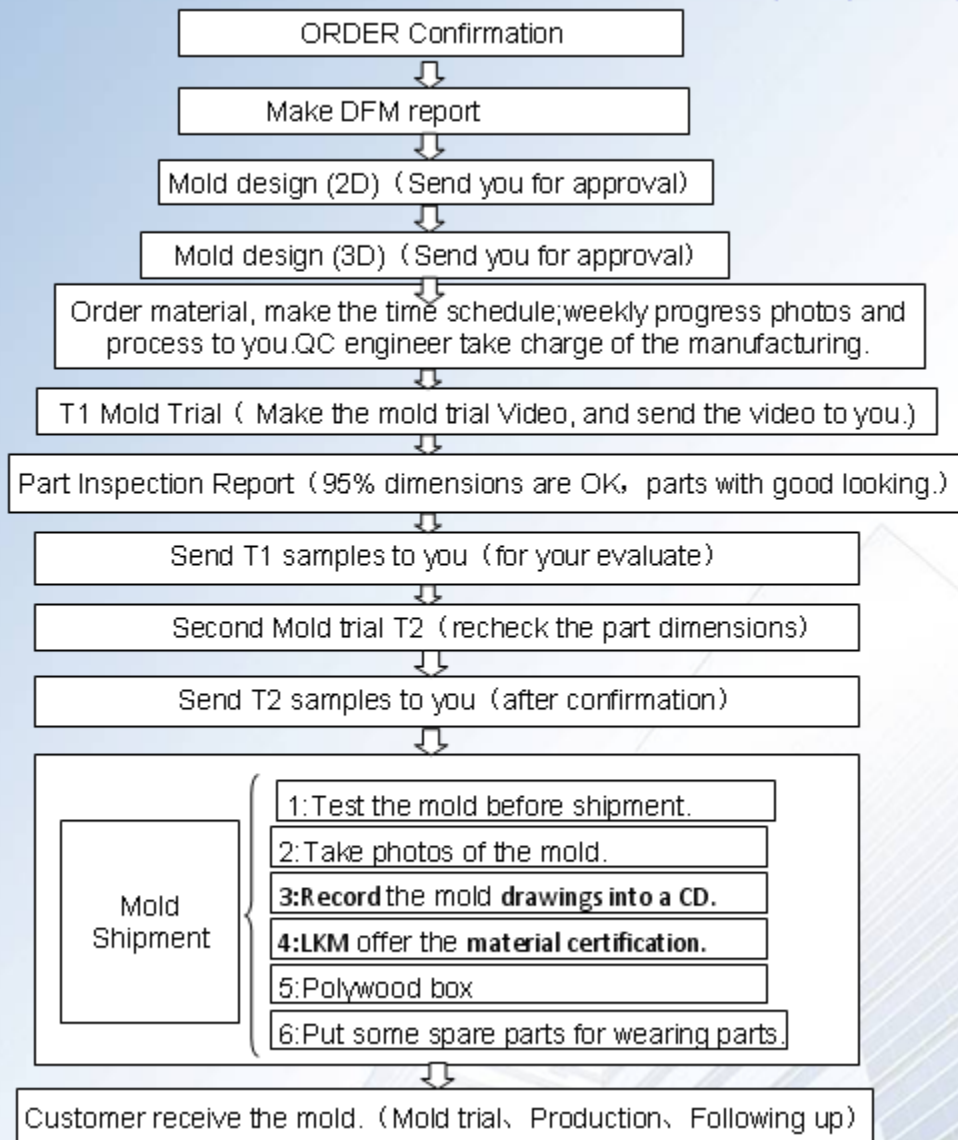 ORDER Confirmation
Make DFM report
Mold design (2D)（Send you for approval）
Mold design (3D)（Send you for approval）
Order material, make the time schedule;weekly progress photos and
process to you.QC engineer take charge of the manufacturing.
T1 Mold Trial（ Make the mold trial Video, and send the video to you.）
Part Inspection Report（95% dimensions are OK，parts with good looking.）
Send T1 samples to you（for your evaluate）
Second Mold trial T2（recheck the part dimensions）
Send T2 samples to you（after confirmation）
Mold
Shipment
1:Test the mold before shipment.
2:Take photos of the mold.
3:Record the mold drawings into a CD.
4:LKM offer the material certification.
5:Polywood box
6:Put some spare parts for wearing parts.
Customer receive the mold.（Mold trial、Production、Following up）